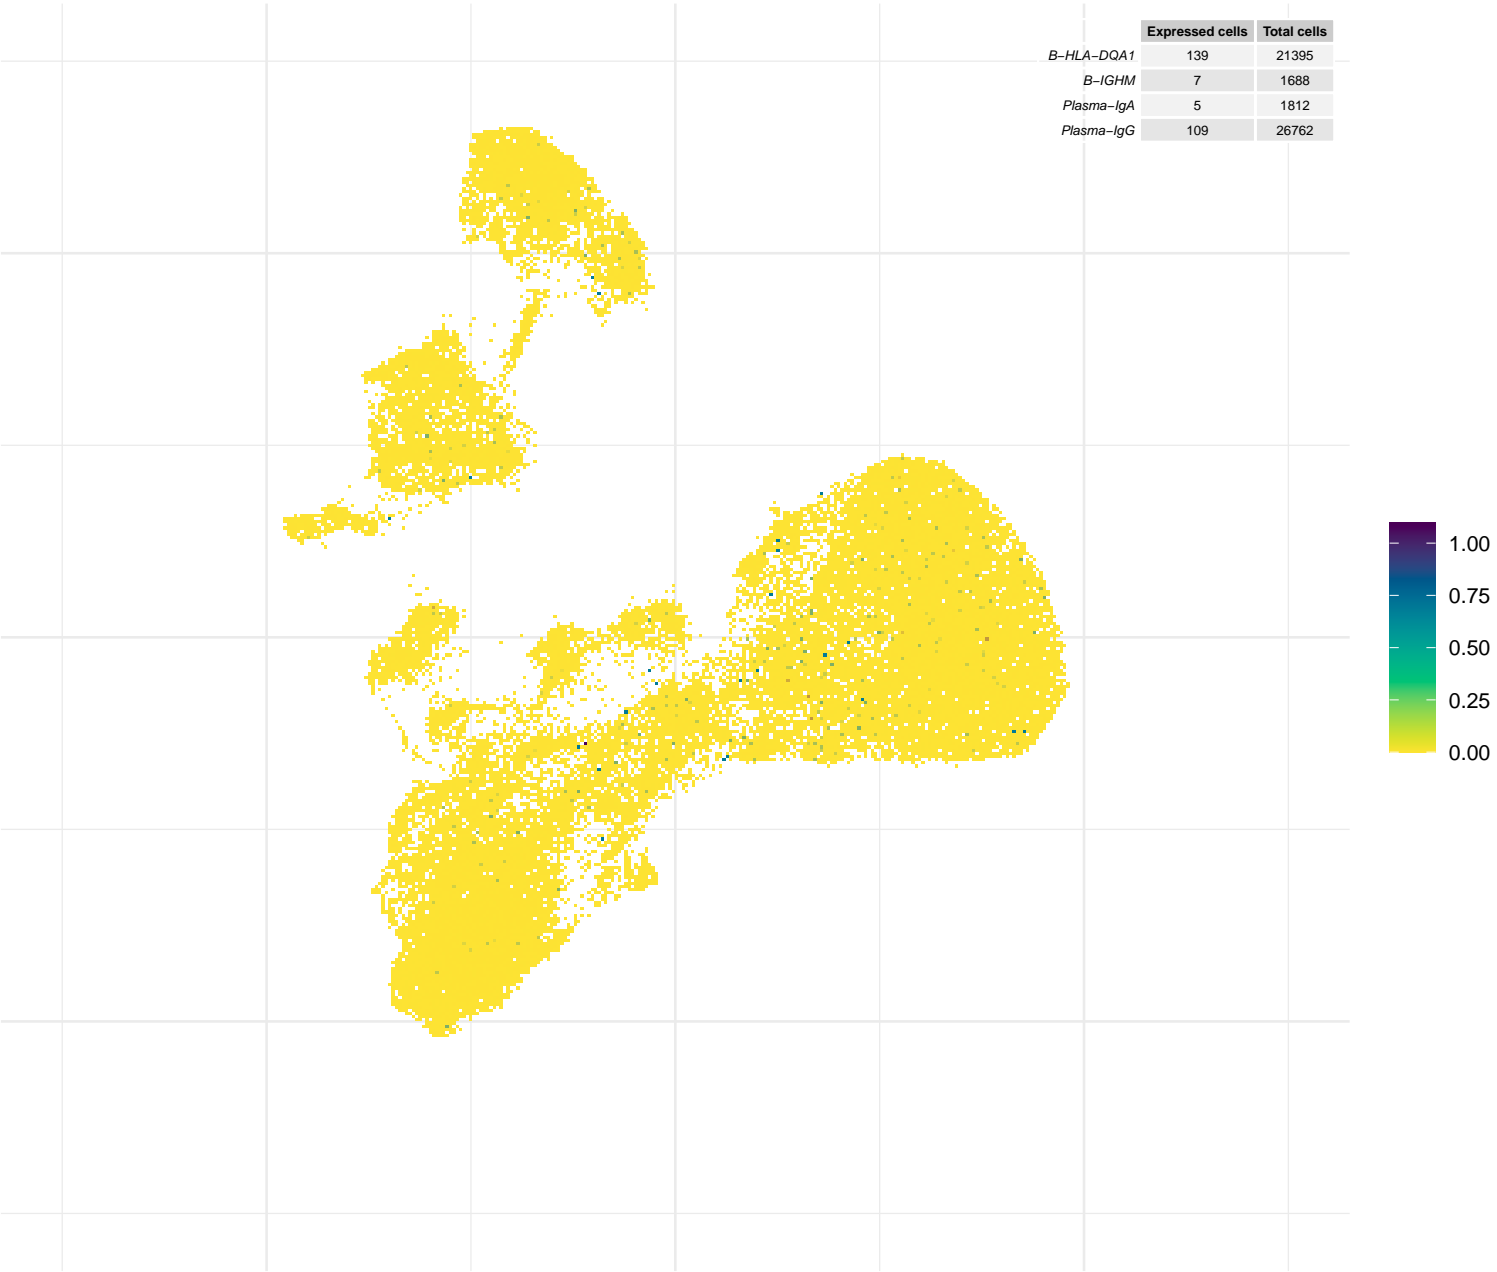 Expressed cells Total cells
B−HLA−DQA1 139 21395
B−IGHM 7 1688
Plasma−IgA 5 1812
Plasma−IgG 109 26762
1.00
0.75
0.50
0.25
0.00